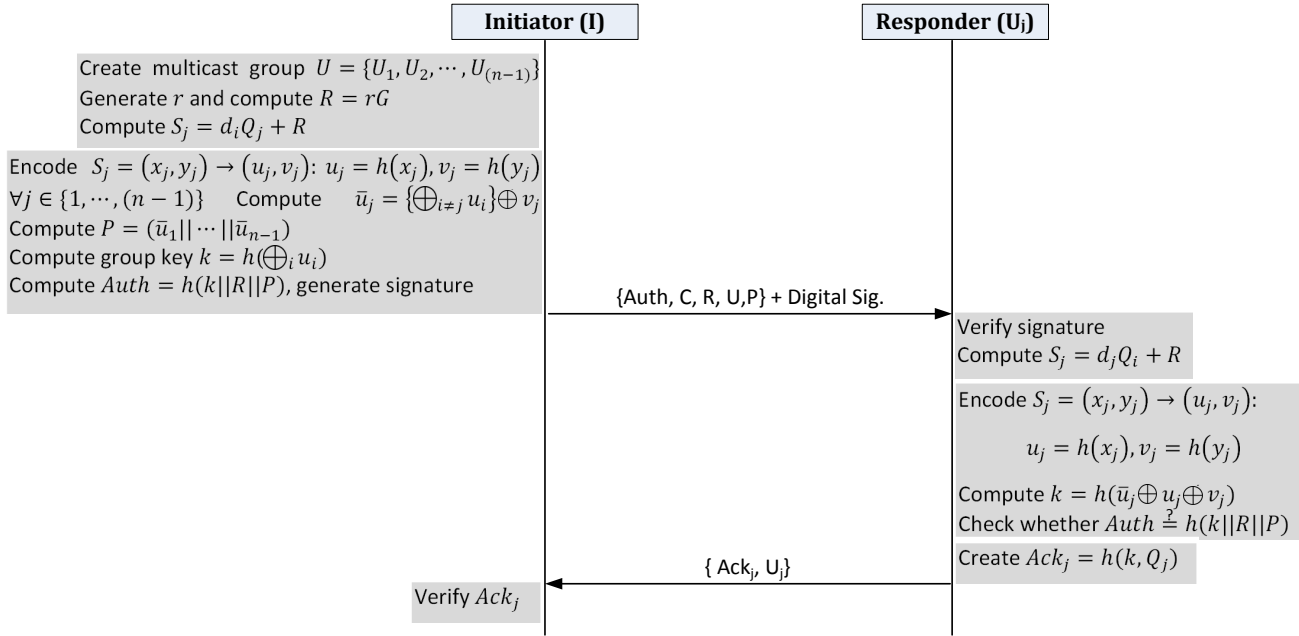 Initiator (I)
Responder (Uⱼ)
Create multicast group U = {U₁, U₂, ⋯, U₍ₙ₋₁₎}
Generate r and compute R = rG
Compute Sⱼ = dᵢQⱼ + R
Encode Sⱼ = (xⱼ, yⱼ) → (uⱼ, vⱼ): uⱼ = h(xⱼ), vⱼ = h(yⱼ)
∀j ∈ {1, ⋯, (n − 1)} Compute ūⱼ = {⨁ᵢ≠ⱼ uᵢ}⨁ vⱼ
Compute P = (ū₁|| ⋯ ||ūₙ₋₁)
Compute group key k = h(⨁ᵢ uᵢ)
Compute Auth = h(k||R||P), generate signature
{Auth, C, R, U,P} + Digital Sig.
Verify signature
Compute Sⱼ = dⱼQᵢ + R
Encode Sⱼ = (xⱼ, yⱼ) → (uⱼ, vⱼ):
uⱼ = h(xⱼ), vⱼ = h(yⱼ)
Compute k = h(ūⱼ⨁uⱼ⨁vⱼ)
Check whether Auth ≟ h(k||R||P)
Create Ackⱼ = h(k, Qⱼ)
{ Ackⱼ, Uⱼ}
Verify Ackⱼ